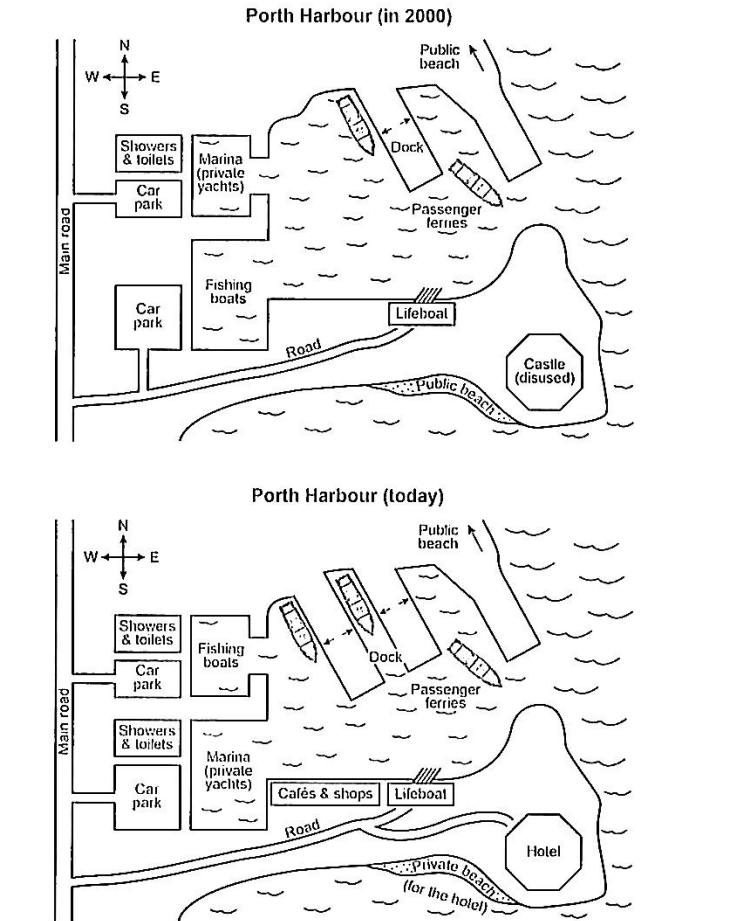 Porth Harbour (in 2000)
Public
beach
N
W E
S
Showers
& toilets
Marina
(private
yachts)
Dock
Car
park
Passenger
ferries
Main road
Fishing
boats
Car
park
Lifeboat
Road
Castle
(disused)
Public beach
Porth Harbour (today)
Public
beach
N
W E
S
Showers
& toilets
Fishing
boats
Dock
Car
park
Passenger
ferries
Main road
Showers
& toilets
Marina
(private
yachts)
Car
park
Cafés & shops
Lifeboat
Road
Hotel
Private beach
(for the hotel)